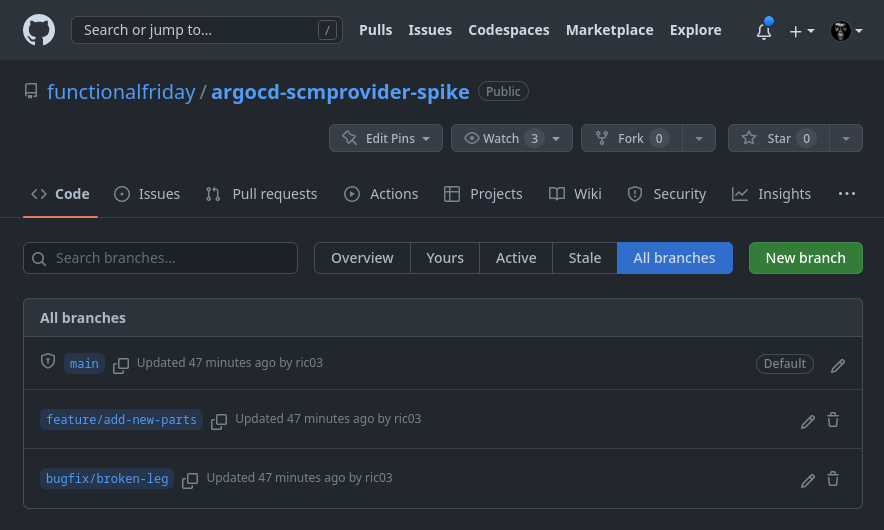 Search or jump to... /
Pulls Issues Codespaces Marketplace Explore
functionalfriday / argocd-scmprovider-spike Public
Edit Pins Watch 3 Fork 0 Star 0
Code Issues Pull requests Actions Projects Wiki Security Insights
Search branches... Overview Yours Active Stale All branches New branch
All branches
main Updated 47 minutes ago by ric03 Default
feature/add-new-parts Updated 47 minutes ago by ric03
bugfix/broken-leg Updated 47 minutes ago by ric03